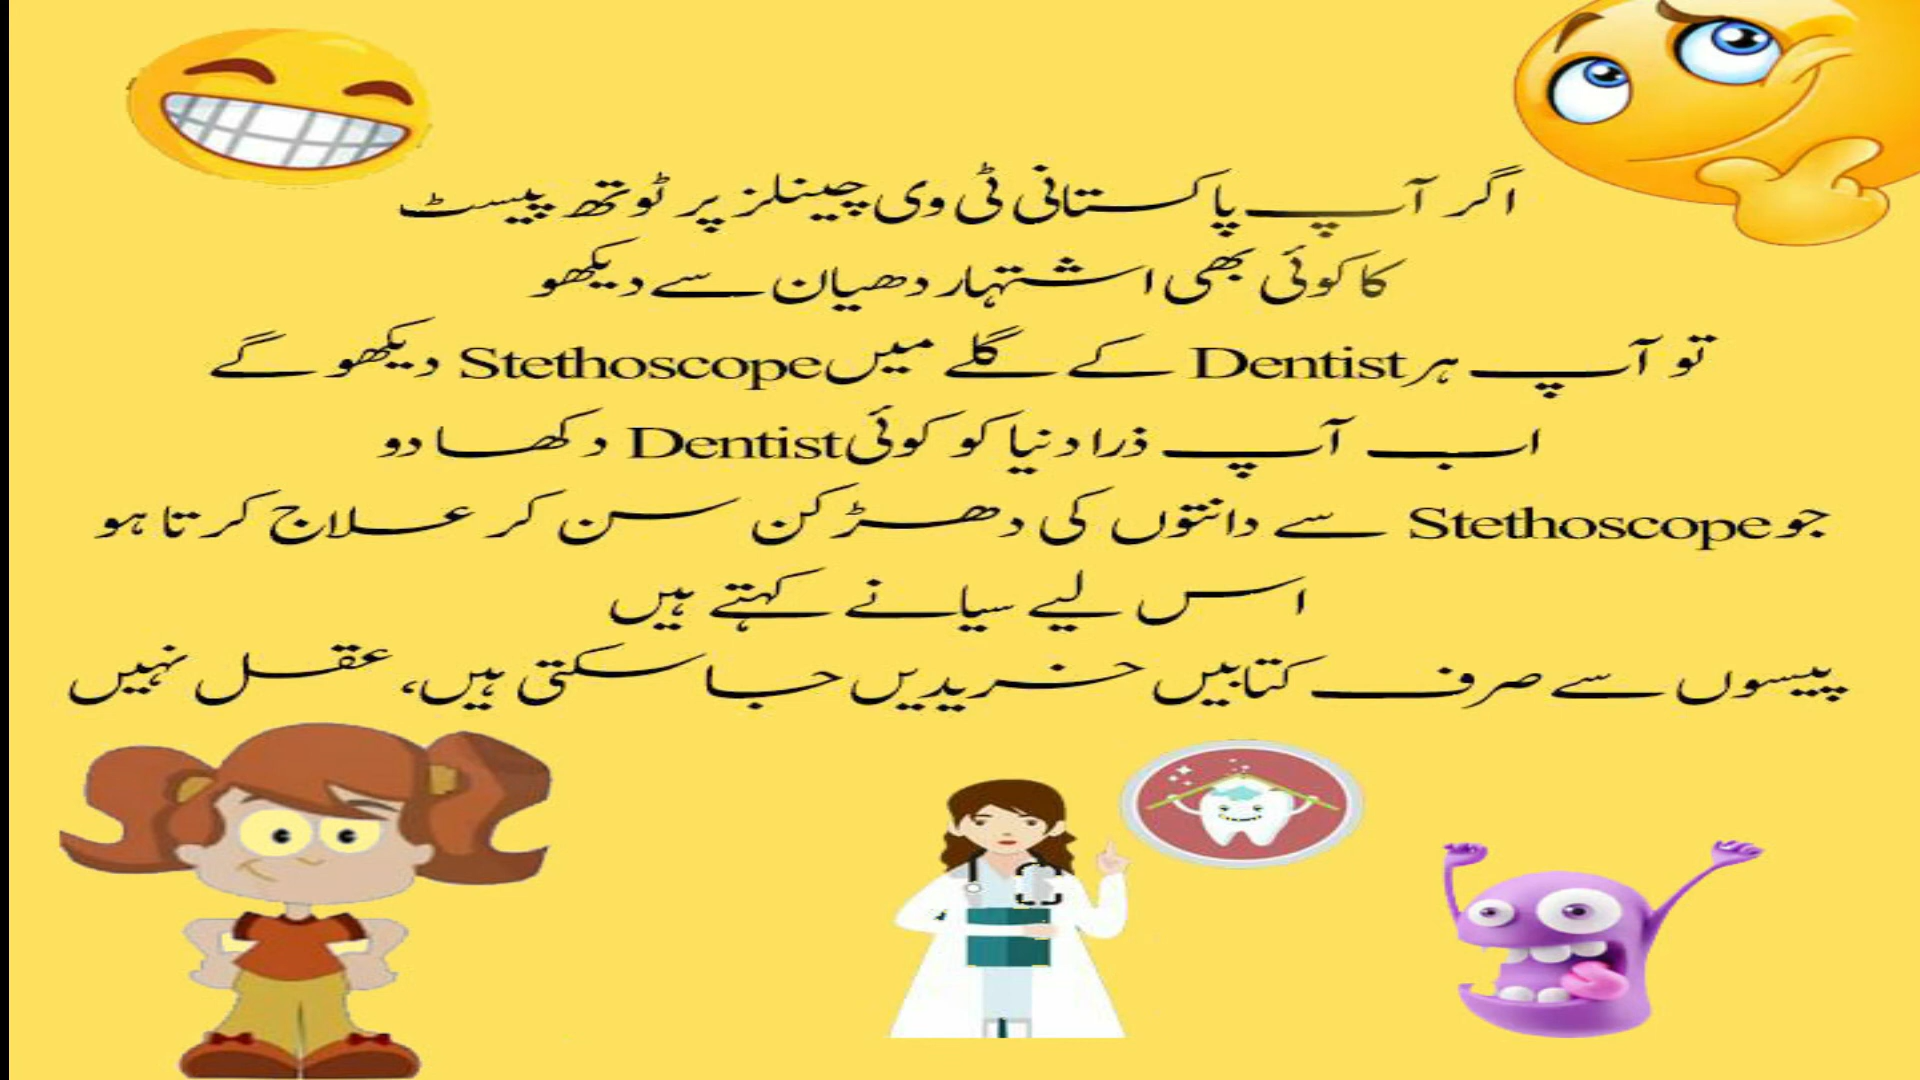 اگر آپ پاکستانی ٹی وی چینلز پر ٹوتھ پیسٹ
کا کوئی بھی اشتہار دھیان سے دیکھو
تو آپ ہر Dentist کے گلے میں Stethoscope دیکھو گے
اب آپ ذرا دنیا کو کوئی Dentist دکھا دو
جو Stethoscope سے دانتوں کی دھڑکن سن کر علاج کرتا ہو
اس لیے سیانے کہتے ہیں
پیسوں سے صرف کتابیں خریدیں جا سکتی ہیں، عقل نہیں